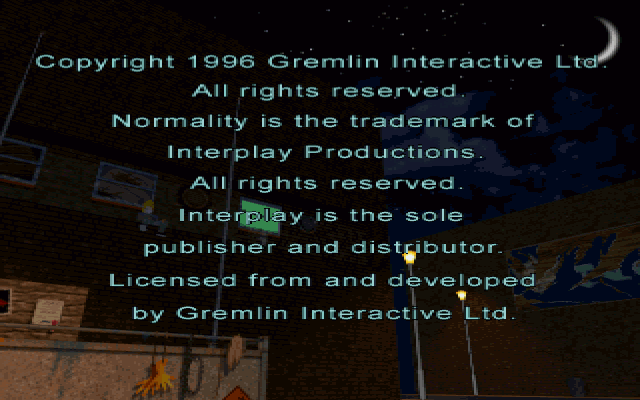 Copyright 1996 Gremlin Interactive Ltd.
All rights reserved.
Normality is the trademark of
Interplay Productions.
All rights reserved.
Interplay is the sole
publisher and distributor.
Licensed from and developed
by Gremlin Interactive Ltd.